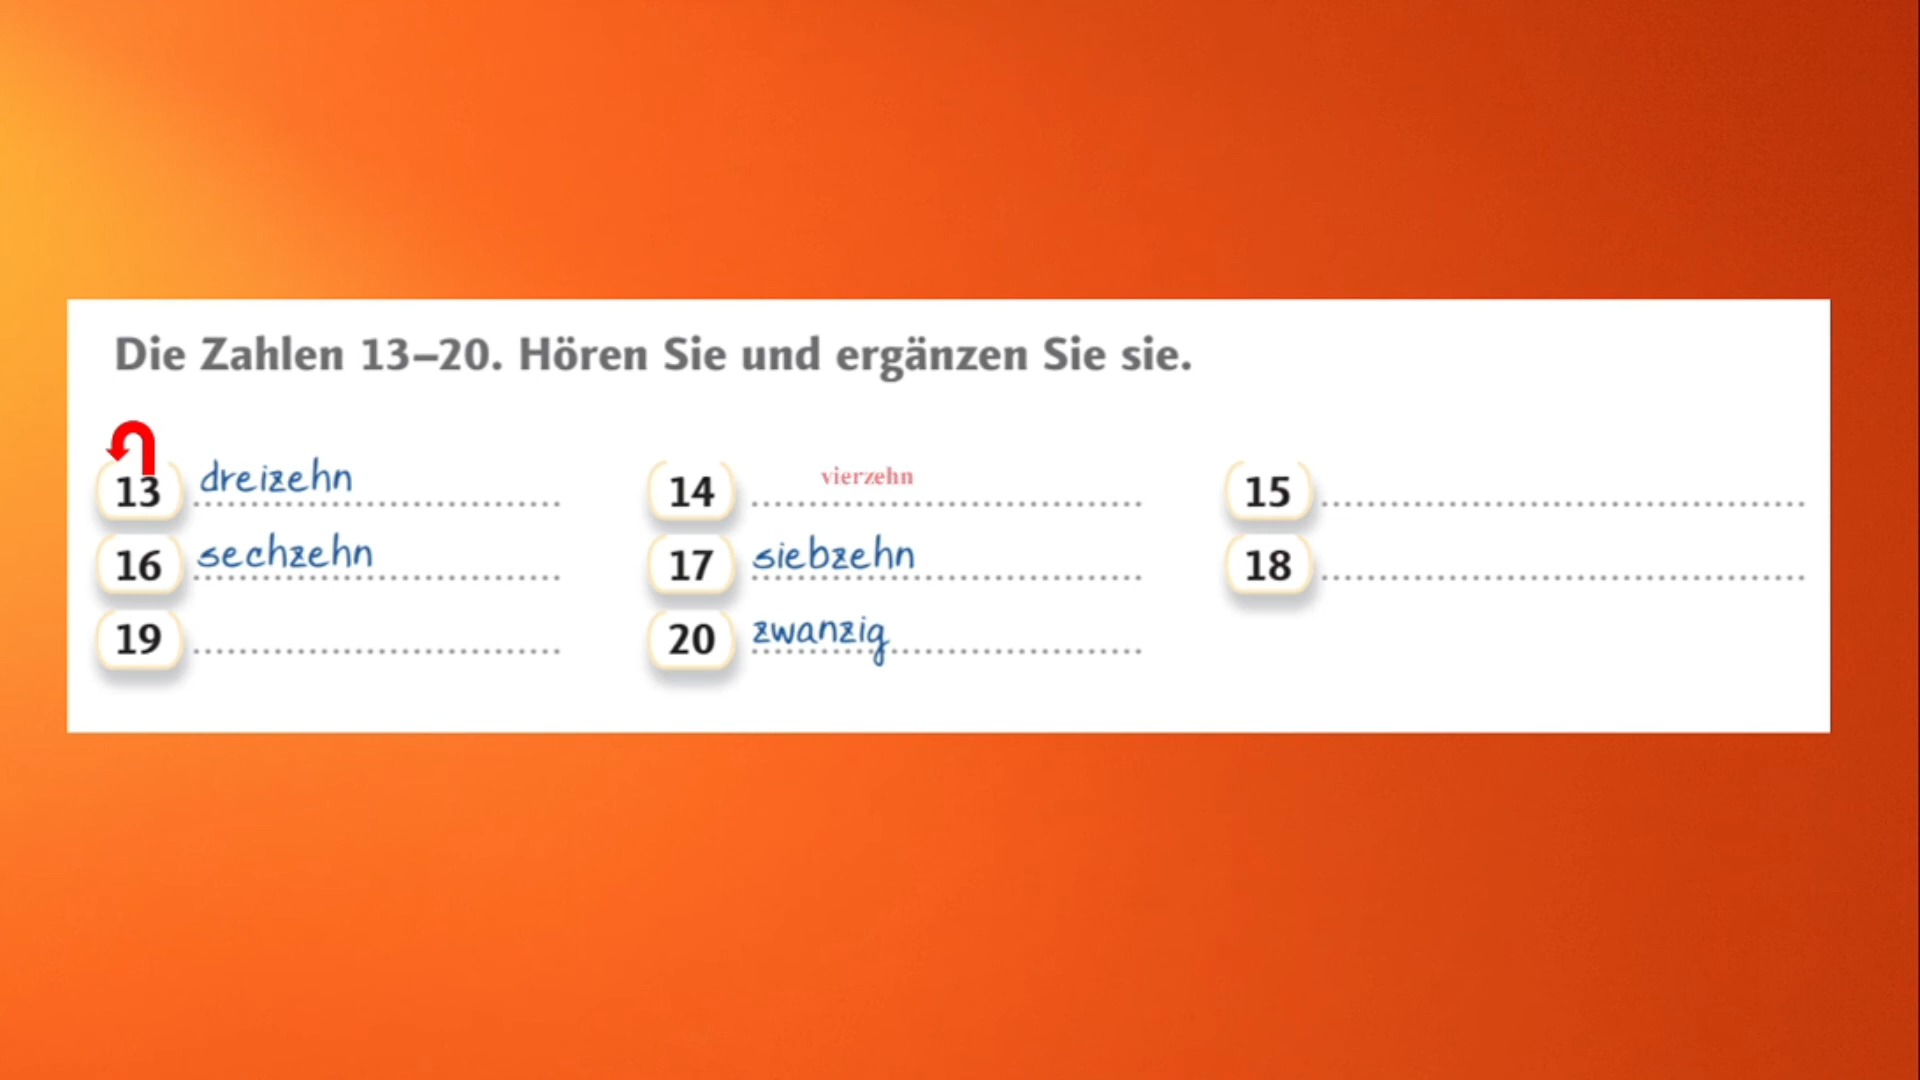 Die Zahlen 13–20. Hören Sie und ergänzen Sie sie.
13 dreizehn 14 vierzehn 15
16 sechzehn 17 siebzehn 18
19 20 zwanzig